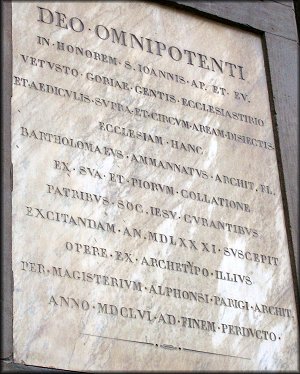 DEO · OMNIPOTENTI
IN · HONOREM · S. IOANNIS · AP. ET · EV.
VETVSTO · GORIAE · GENTIS · ECCLESIASTIRIO
ET · AEDICVLIS · SVPRA · ET · CIRCVM · AREAM · DISIECTIS
ECCLESIAM · HANC
BARTHOLOMAEVS · AMMANNATVS · ARCHIT. FL.
EX · SVA · ET · PIORVM · COLLATIONE
PATRIBVS · SOC. IESV · CVRANTIBVS
EXCITANDAM · AN. MDLXXXI · SVSCEPIT
OPERE · EX · ARCHETYPO · ILLIVS
PER · MAGISTERIVM · ALPHONSI · PARIGI · ARCHIT.
ANNO · MDCLVI · AD · FINEM · PERDVCTO ·